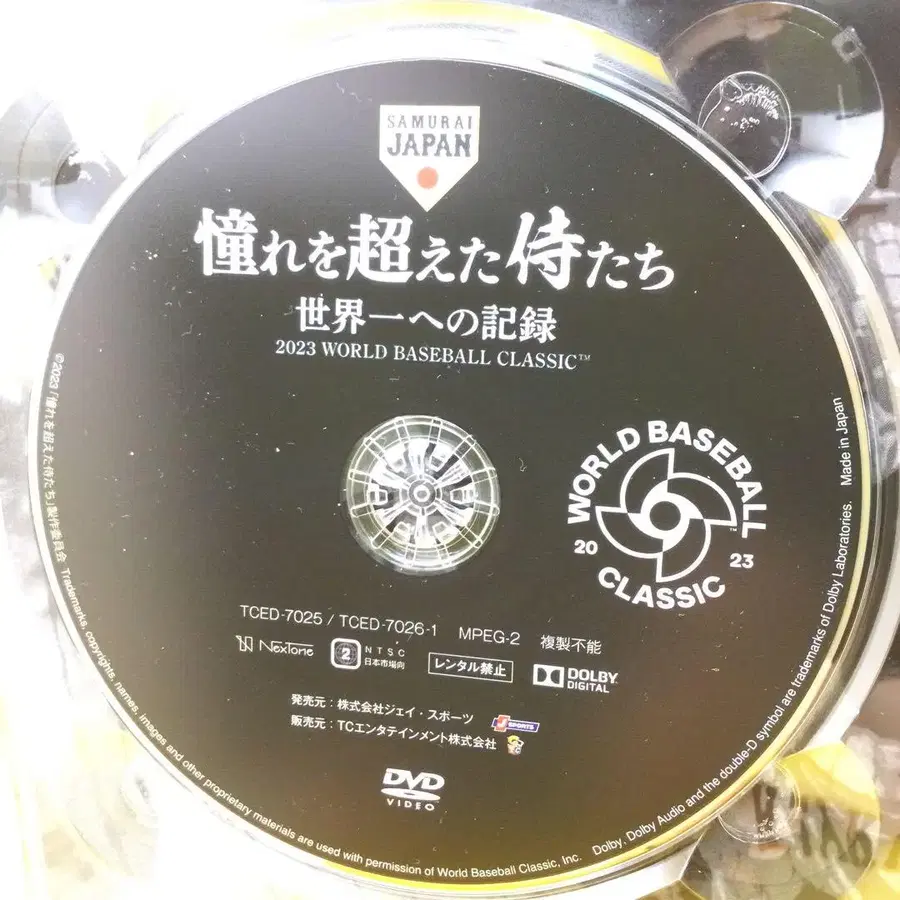 SAMURAI
JAPAN
憧れを超えた侍たち
世界一への記録
2023 WORLD BASEBALL CLASSIC™
WORLD BASEBALL
20 23
CLASSIC
™
TCED-7025 / TCED-7026-1 MPEG-2 複製不能
NexTone
2
NTSC
日本市場向
レンタル禁止
DOLBY
DIGITAL
発売元：株式会社ジェイ・スポーツ
J SPORTS
販売元：TCエンタテインメント株式会社
DVD
VIDEO
©2023「憧れを超えた侍たち」製作委員会 Trademarks, copyrights, names, images and other proprietary materials are used with permission of World Baseball Classic, Inc. Dolby, Dolby Audio and the double-D symbol are trademarks of Dolby Laboratories. Made in Japan